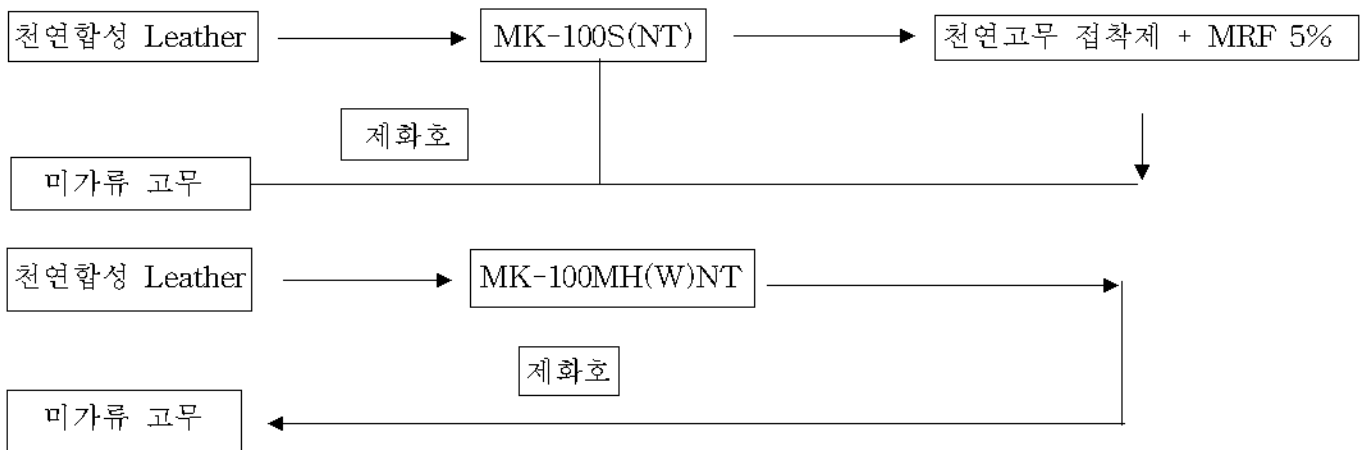 천연합성 Leather
MK-100S(NT)
천연고무 접착제 + MRF 5%
제화호
미가류 고무
천연합성 Leather
MK-100MH(W)NT
제화호
미가류 고무